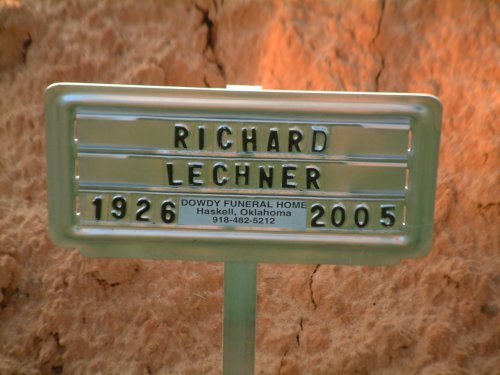 RICHARD
LECHNER
1926 DOWDY FUNERAL HOME 2005
Haskell, Oklahoma
918-482-5212